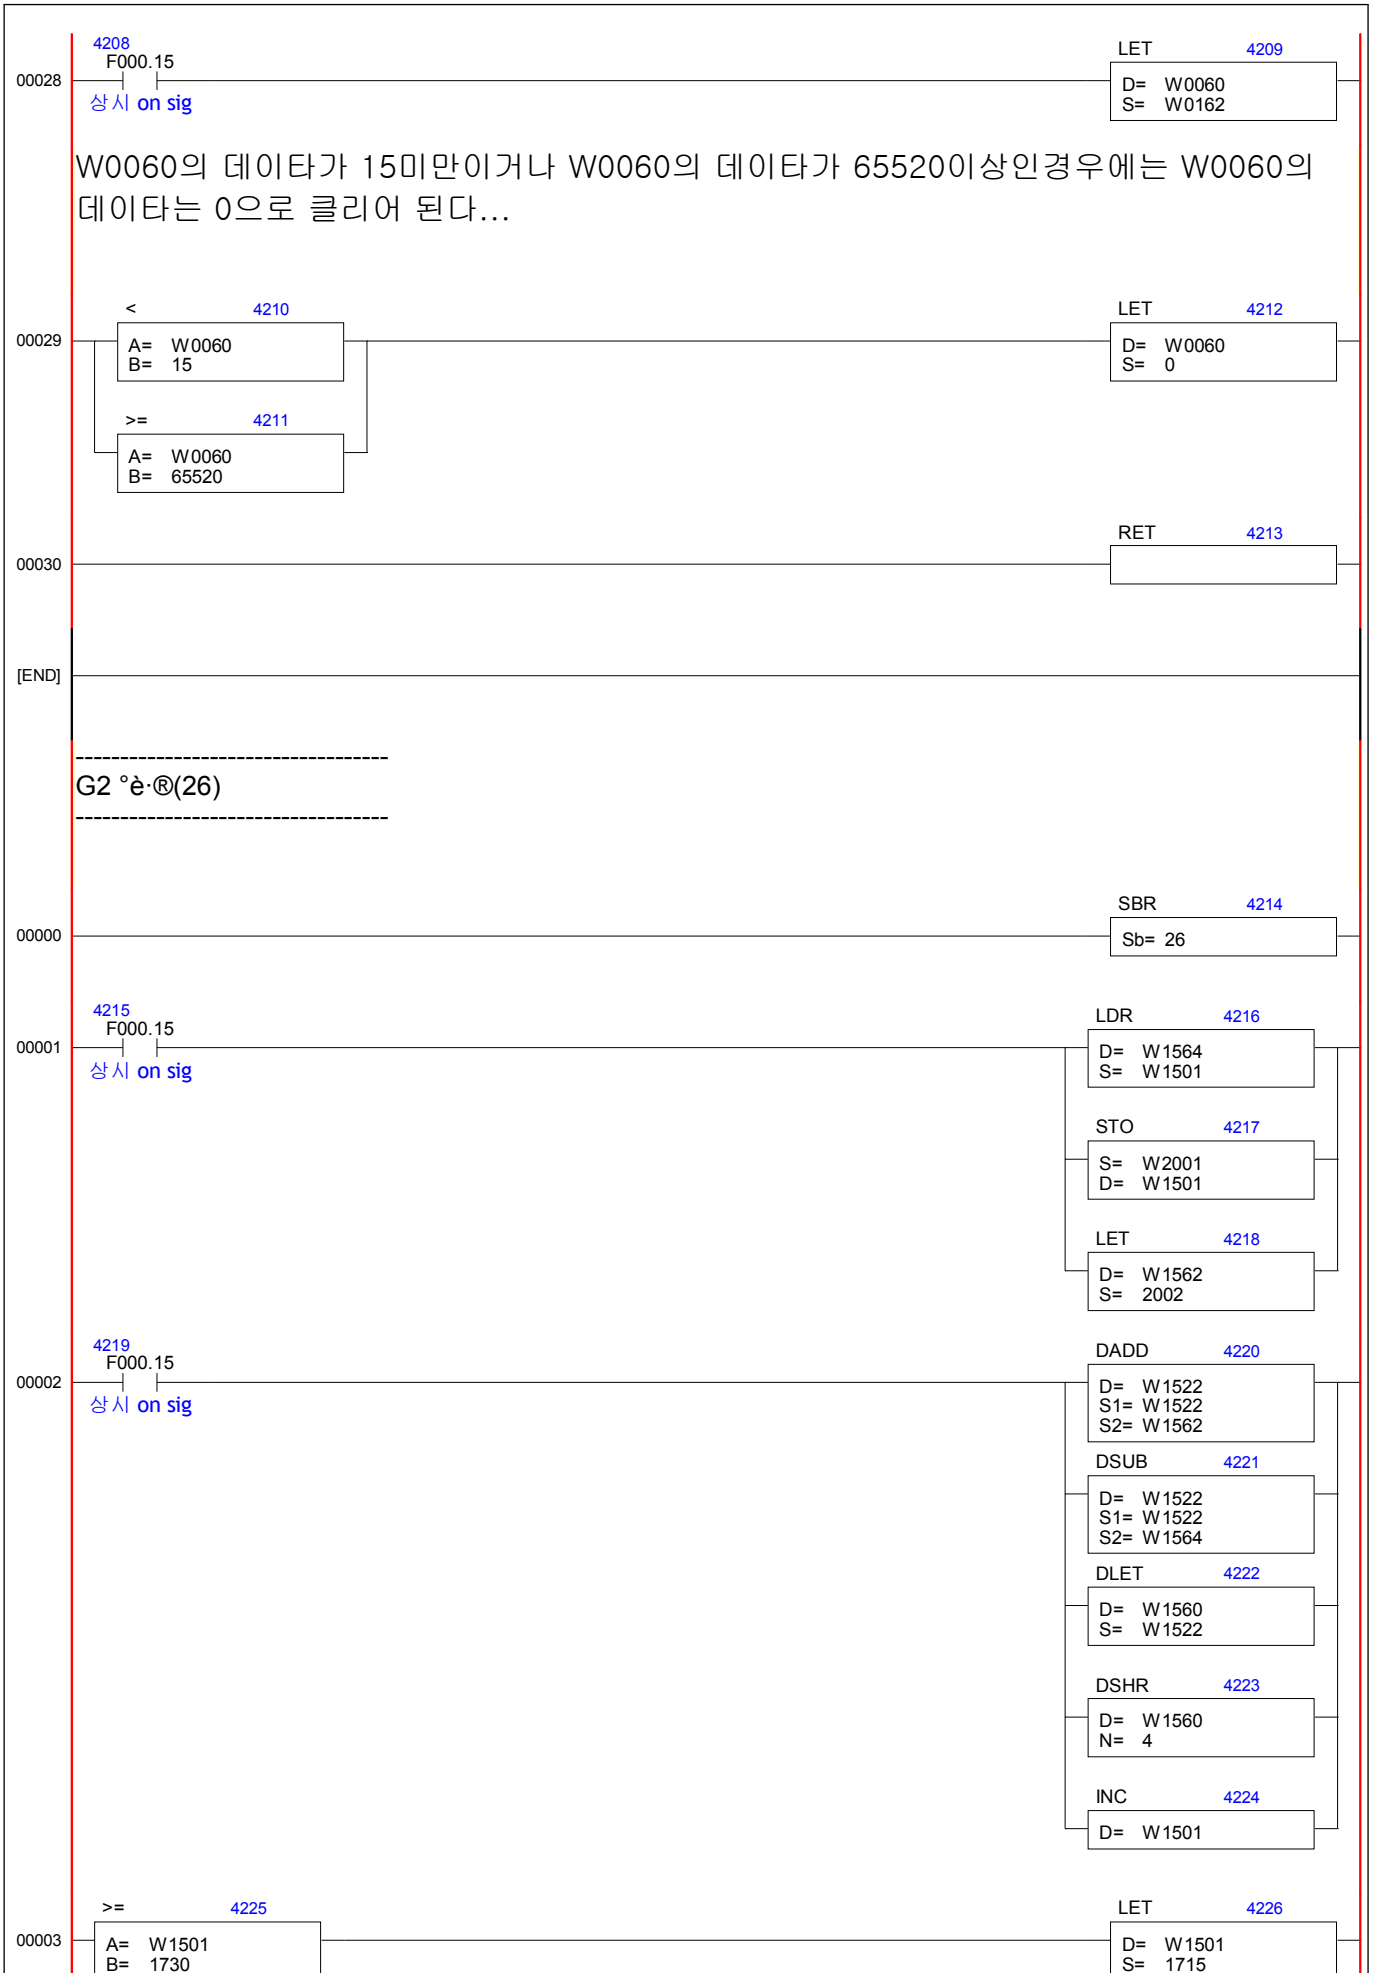 4208
F000.15
LET 4209
00028
D= W0060
S= W0162
상시 on sig
W0060의 데이타가 15미만이거나 W0060의 데이타가 65520이상인경우에는 W0060의
데이타는 0으로 클리어 된다...
< 4210
LET 4212
00029
A= W0060
B= 15
D= W0060
S= 0
>= 4211
A= W0060
B= 65520
RET 4213
00030
[END]
-----------------------------------
G2 °è·®(26)
-----------------------------------
SBR 4214
00000
Sb= 26
4215
F000.15
LDR 4216
00001
D= W1564
S= W1501
상시 on sig
STO 4217
S= W2001
D= W1501
LET 4218
D= W1562
S= 2002
4219
F000.15
DADD 4220
00002
D= W1522
S1= W1522
S2= W1562
상시 on sig
DSUB 4221
D= W1522
S1= W1522
S2= W1564
DLET 4222
D= W1560
S= W1522
DSHR 4223
D= W1560
N= 4
INC 4224
D= W1501
>= 4225
LET 4226
00003
A= W1501
B= 1730
D= W1501
S= 1715